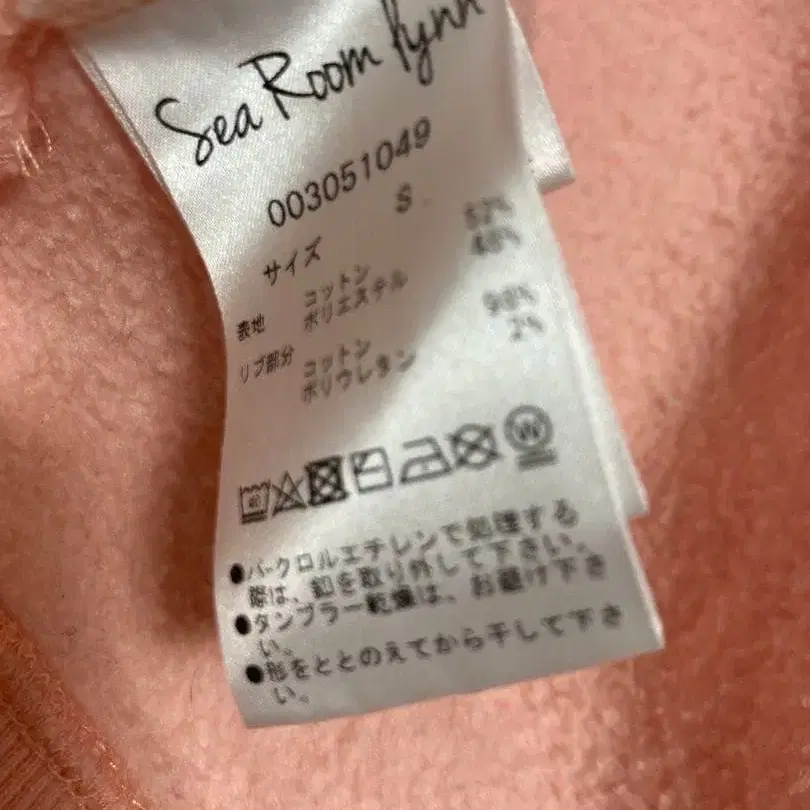 Sea Room lynn
003051049
サイズ S
表地 コットン 52%
ポリエステル 48%
リブ部分 コットン 98%
ポリウレタン 2%
W
●パークロルエチレンで処理する
際は、釦を取り外して下さい。
●タンブラー乾燥は、お避け下さ
い。
●形をととのえてから干して下さ
い。